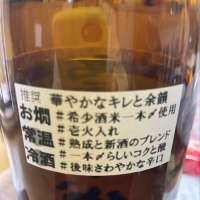 推奨
華やかなキレと余韻
お燗
#希少酒米一本〆使用
#壱火入れ
常温
#熟成と新酒のブレンド
#一本〆らしいコクと酸
冷酒
#後味さわやかな辛口